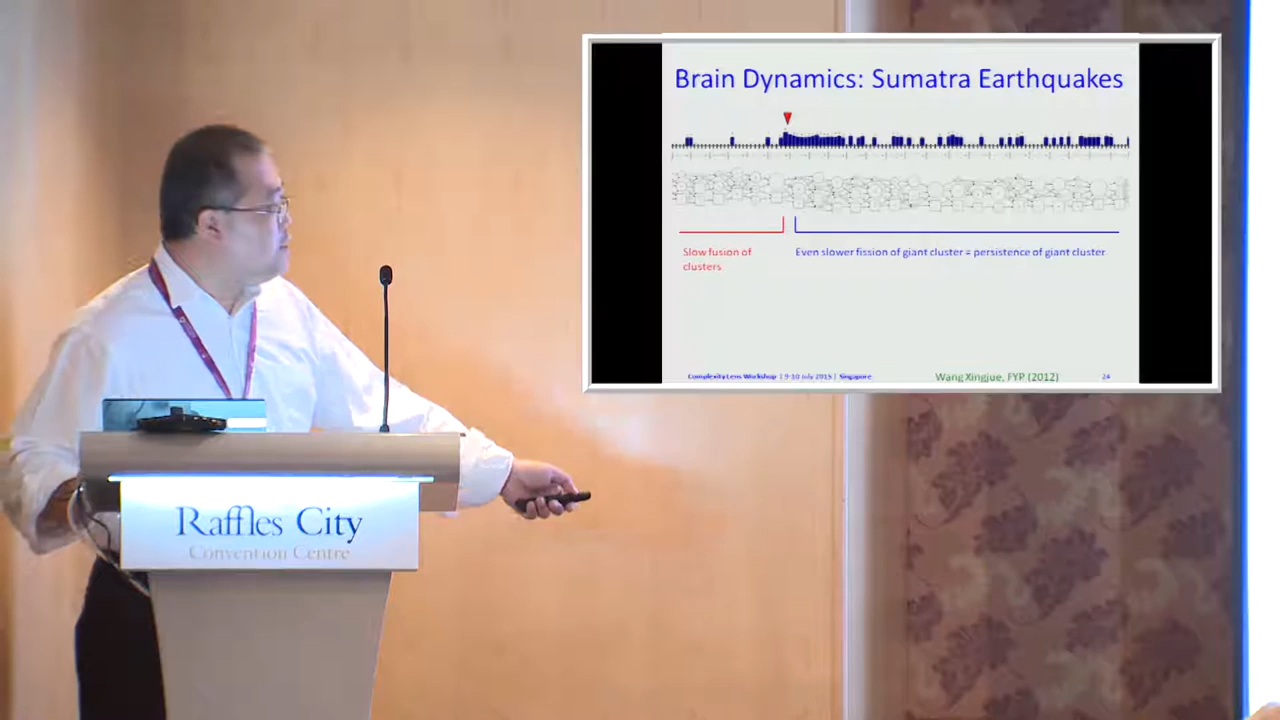 Brain Dynamics: Sumatra Earthquakes
Slow fusion of
clusters
Even slower fission of giant cluster = persistence of giant cluster
Complexity Lens Workshop | 9-10 July 2015 | Singapore
Wang Xingjue, FYP (2012)
24
Raffles City
Convention Centre